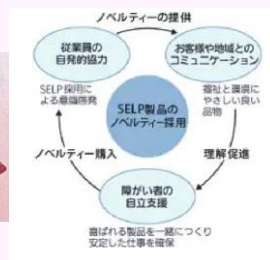 ノベルティーの提供
従業員の
自発的協力
お客様や地域との
コミュニケーション
SELP採用に
よる意識啓発
福祉と環境に
やさしい良い
品物
SELP製品の
ノベルティー採用
ノベルティー購入
理解促進
障がい者の
自立支援
喜ばれる製品を一緒につくり
安定した仕事を確保